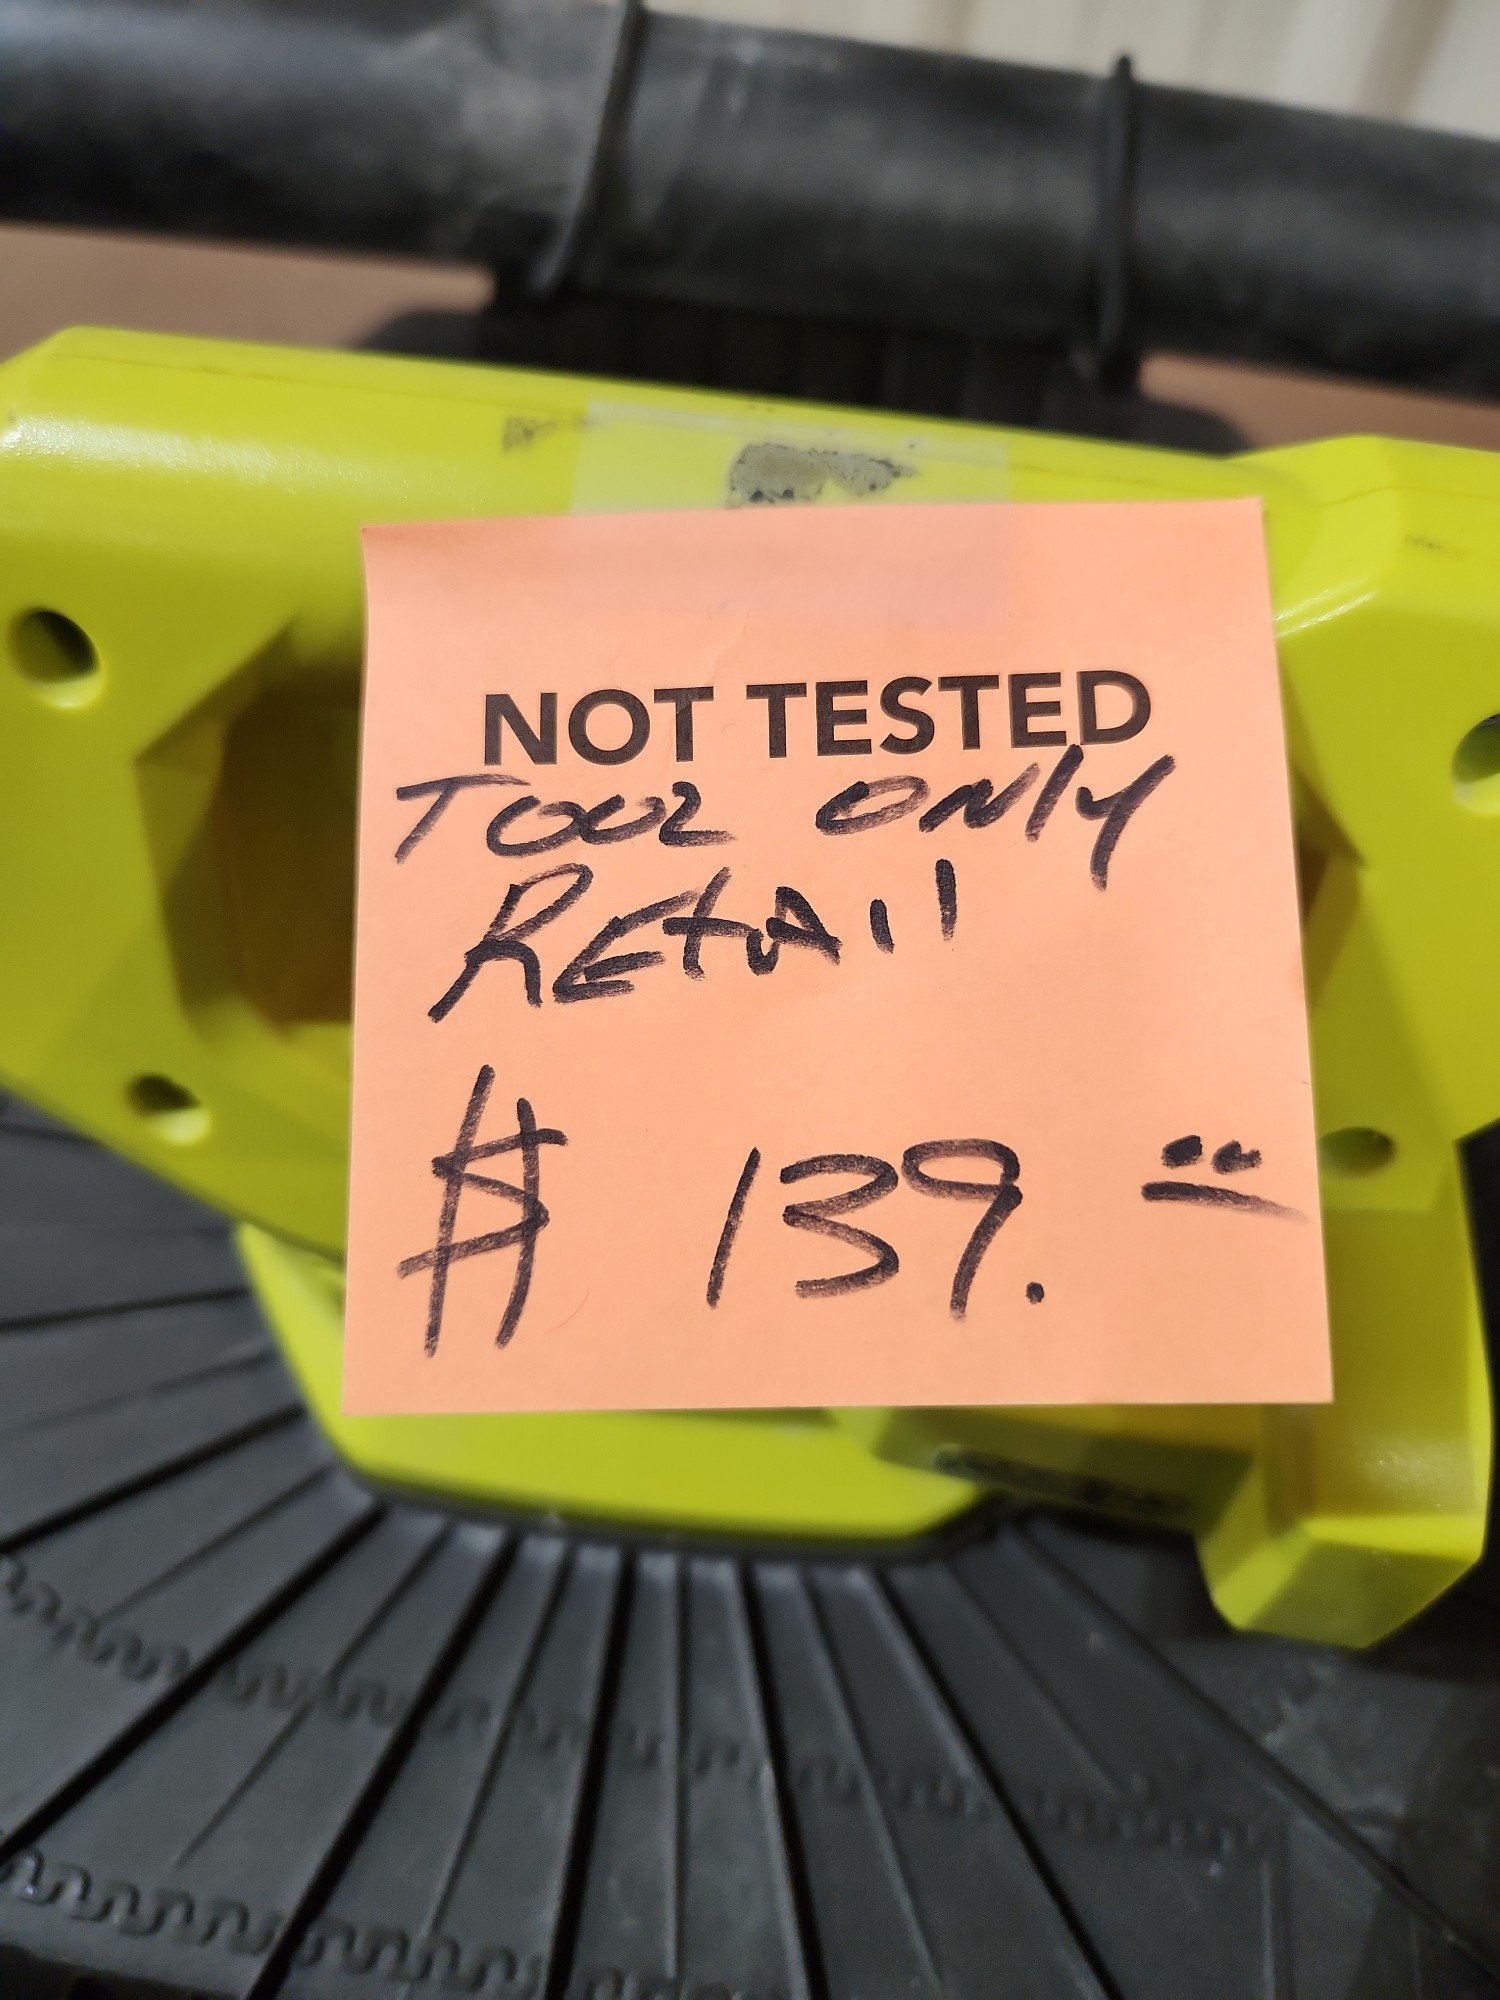 NOT TESTED
TOOL ONLY
RETAIL
$ 139.==